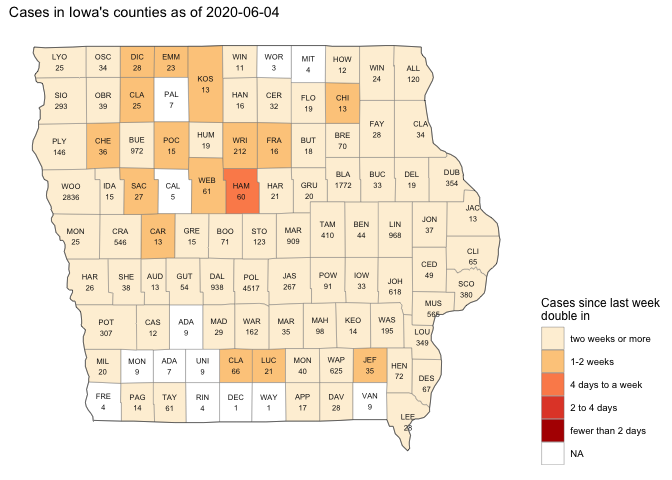 Cases in Iowa's counties as of 2020-06-04
LYO OSC DIC EMM WIN WOR MIT HOW
25 34 28 23 11 3 4 12
KOS
13
WIN ALL
24 120
SIO OBR CLA PAL HAN CER FLO CHI
293 39 25 7 16 32 19 13
FAY CLA
28 34
PLY CHE BUE POC HUM WRI FRA BUT BRE
146 36 972 15 19 212 16 18 70
WOO IDA SAC CAL WEB HAM HAR GRU BLA BUC DEL DUB
2836 15 27 5 61 60 21 20 1772 33 19 354
JAC
13
MON CRA CAR GRE BOO STO MAR TAM BEN LIN JON
25 546 13 15 71 123 909 410 44 968 37
CLI
65
HAR SHE AUD GUT DAL POL JAS POW IOW JOH CED SCO
26 38 13 54 938 4517 267 91 33 618 49 380
MUS
565
POT CAS ADA MAD WAR MAR MAH KEO WAS LOU
307 12 9 29 162 35 98 14 195 349
MIL MON ADA UNI CLA LUC MON WAP JEF HEN DES
20 9 7 9 66 21 40 625 35 72 67
FRE PAG TAY RIN DEC WAY APP DAV VAN LEE
4 14 61 4 1 1 17 28 9 28
Cases since last week
double in
two weeks or more
1-2 weeks
4 days to a week
2 to 4 days
fewer than 2 days
NA